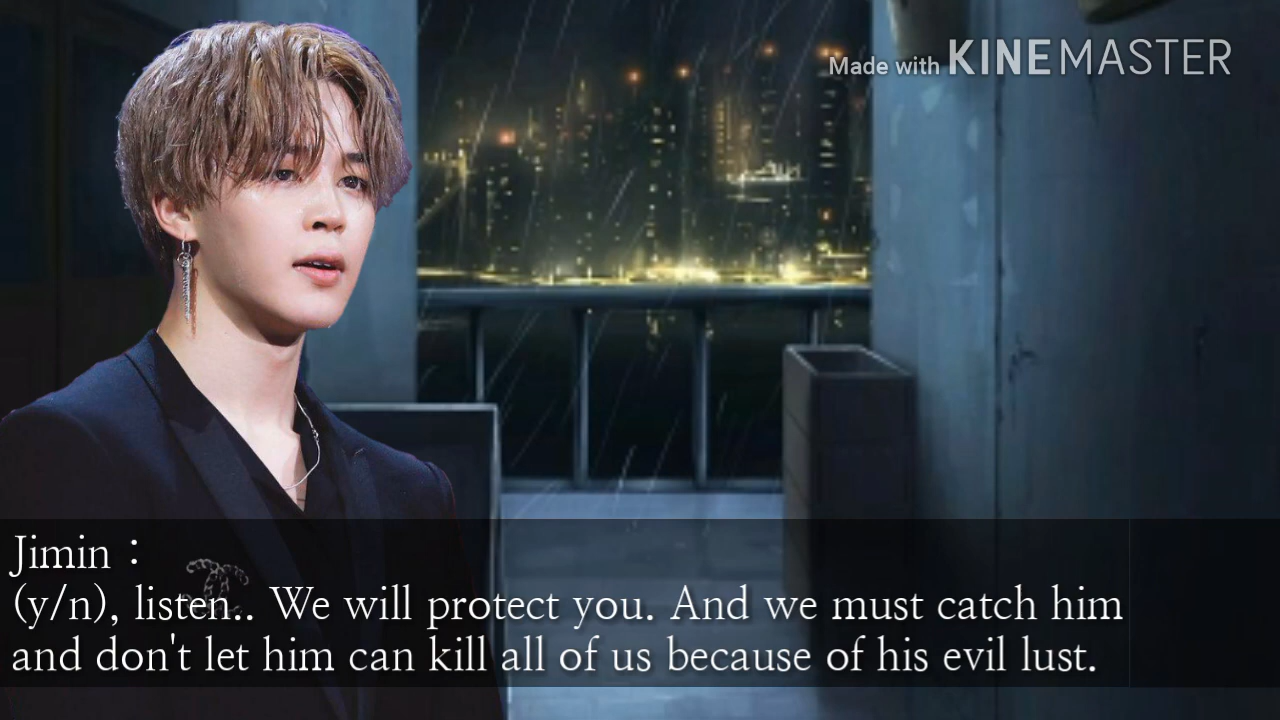 Made with KINEMASTER
Jimin :
(y/n), listen.. We will protect you. And we must catch him
and don't let him can kill all of us because of his evil lust.